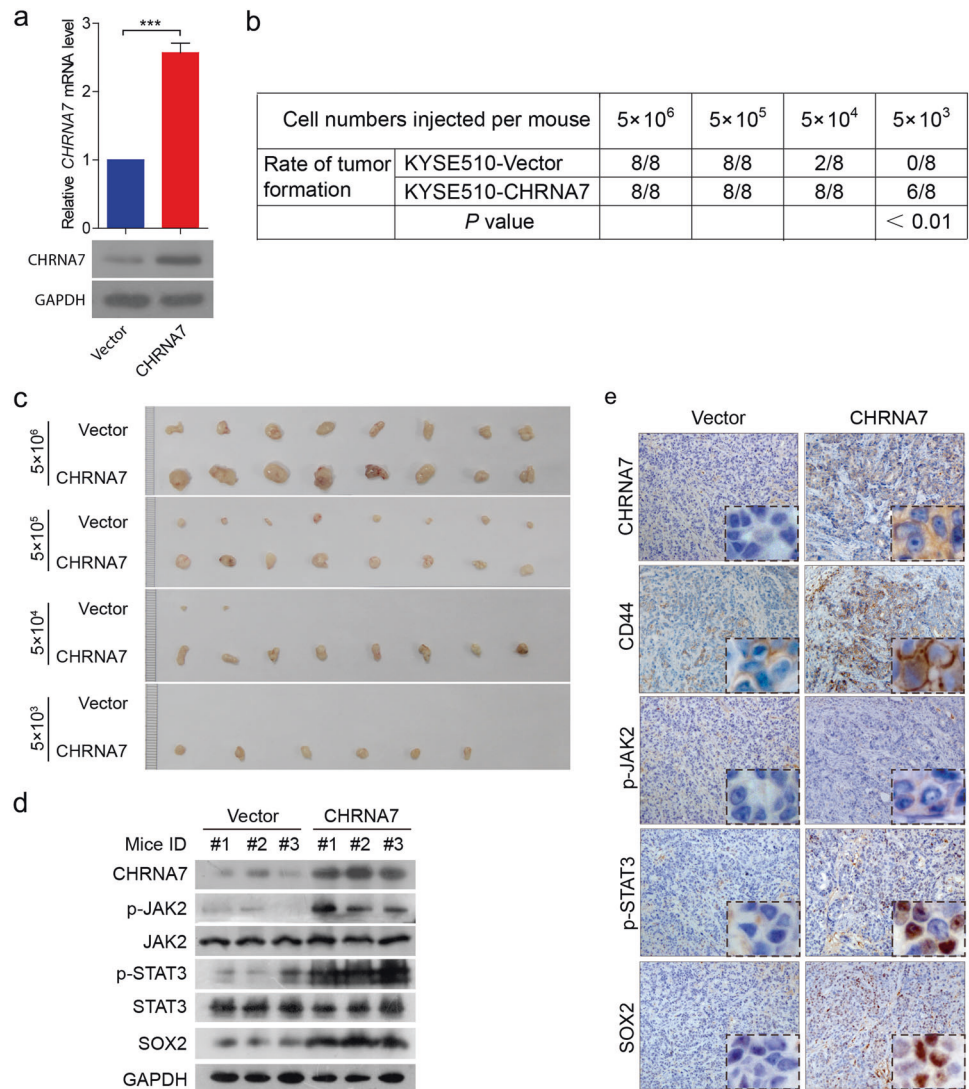 a
Relative CHRNA7 mRNA level
3
2
1
0
***
CHRNA7
GAPDH
Vector
CHRNA7
b
Cell numbers injected per mouse 5×10⁶ 5×10⁵ 5×10⁴ 5×10³
Rate of tumor formation
KYSE510-Vector 8/8 8/8 2/8 0/8
KYSE510-CHRNA7 8/8 8/8 8/8 6/8
P value < 0.01
c
5×10⁶
Vector
CHRNA7
5×10⁵
Vector
CHRNA7
5×10⁴
Vector
CHRNA7
5×10³
Vector
CHRNA7
d
Vector CHRNA7
Mice ID #1 #2 #3 #1 #2 #3
CHRNA7
p-JAK2
JAK2
p-STAT3
STAT3
SOX2
GAPDH
e
Vector CHRNA7
CHRNA7
CD44
p-JAK2
p-STAT3
SOX2